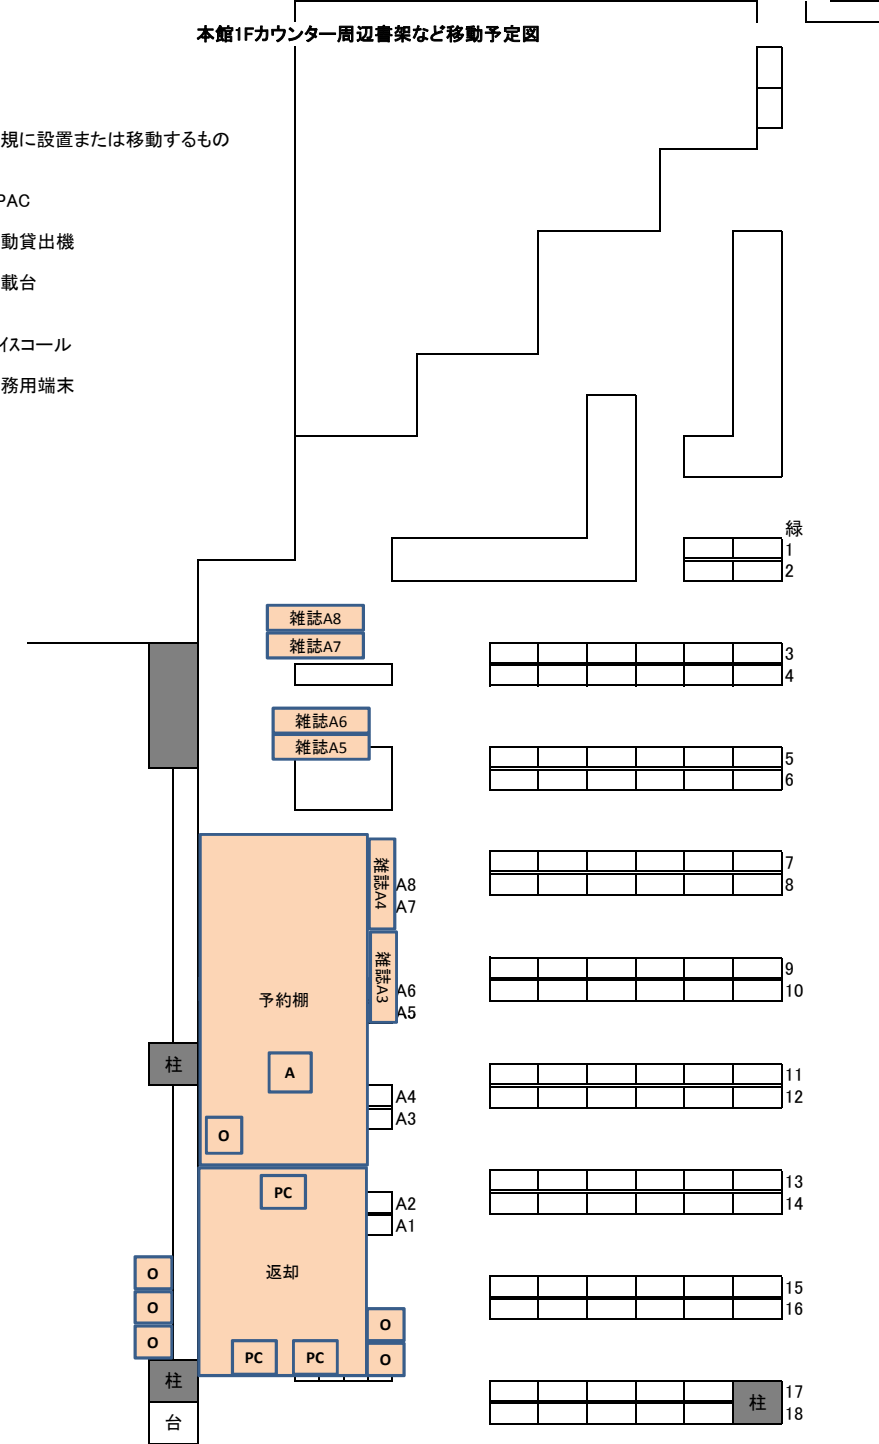 本館1Fカウンター周辺書架など移動予定図
規に設置または移動するもの
PAC
動貸出機
載台
イスコール
務用端末
緑
1
2
雑誌A8
雑誌A7
3
4
雑誌A6
雑誌A5
5
6
雑誌A4
A8
A7
7
8
雑誌A3
予約棚
A6
A5
9
10
柱
A
A4
A3
11
12
O
PC
A2
A1
13
14
返却
O
O
O
15
16
O
O
PC
PC
柱
台
柱
17
18